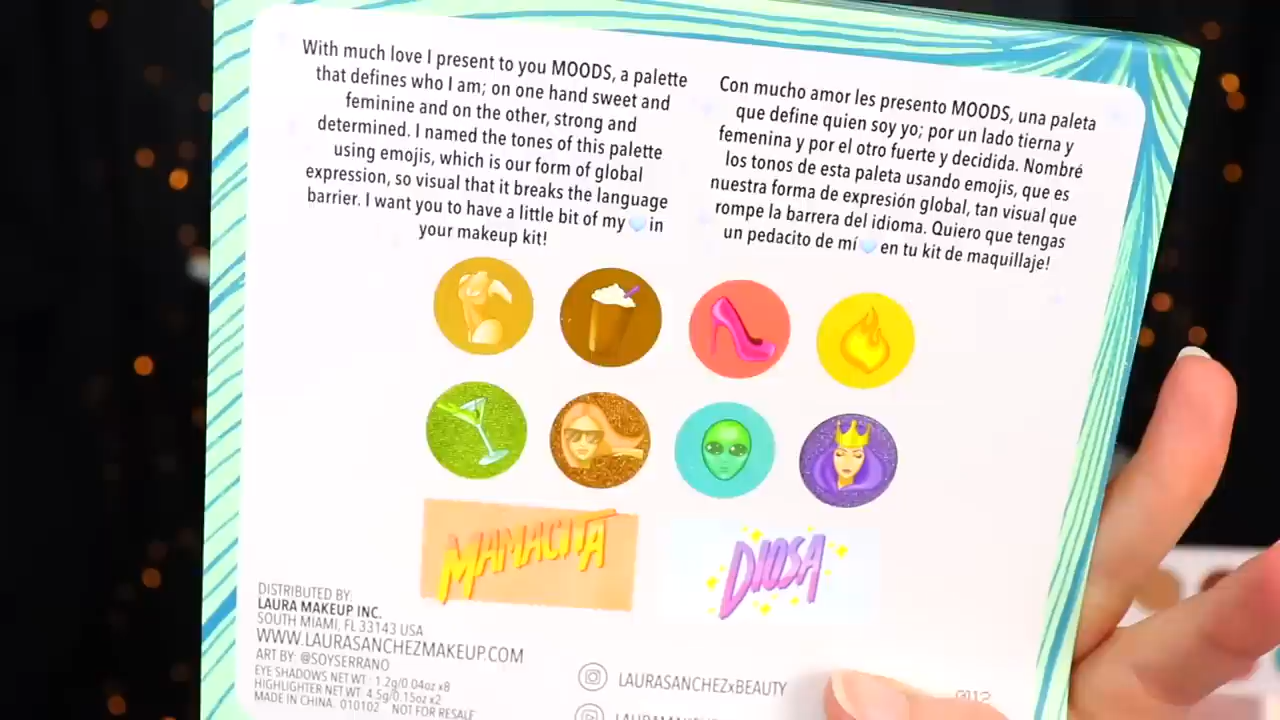 With much love I present to you MOODS, a palette
that defines who I am; on one hand sweet and
feminine and on the other, strong and
determined. I named the tones of this palette
using emojis, which is our form of global
expression, so visual that it breaks the language
barrier. I want you to have a little bit of my 🩵 in
your makeup kit!
Con mucho amor les presento MOODS, una paleta
que define quien soy yo; por un lado tierna y
femenina y por el otro fuerte y decidida. Nombré
los tonos de esta paleta usando emojis, que es
nuestra forma de expresión global, tan visual que
rompe la barrera del idioma. Quiero que tengas
un pedacito de mí 🩵 en tu kit de maquillaje!
MAMACITA
DIOSA
DISTRIBUTED BY:
LAURA MAKEUP INC.
SOUTH MIAMI, FL 33143 USA
WWW.LAURASANCHEZMAKEUP.COM
ART BY: @SOYSERRANO
EYE SHADOWS NET WT: 1.2g/0.04oz x8
HIGHLIGHTER NET WT: 4.5g/0.15oz x2
MADE IN CHINA. 010102 NOT FOR RESALE
LAURASANCHEZxBEAUTY